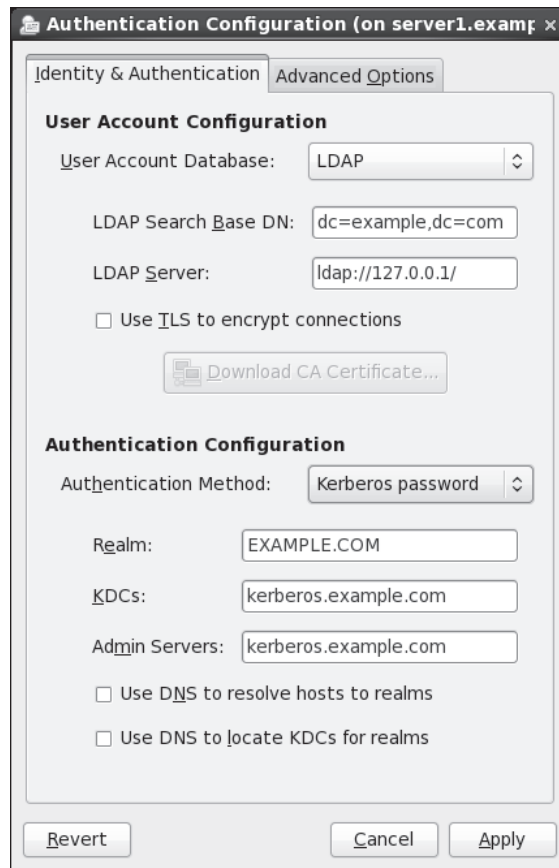 Authentication Configuration (on server1.examp
Identity & Authentication
Advanced Options
User Account Configuration
User Account Database:
LDAP
LDAP Search Base DN:
dc=example,dc=com
LDAP Server:
ldap://127.0.0.1/
Use TLS to encrypt connections
Download CA Certificate...
Authentication Configuration
Authentication Method:
Kerberos password
Realm:
EXAMPLE.COM
KDCs:
kerberos.example.com
Admin Servers:
kerberos.example.com
Use DNS to resolve hosts to realms
Use DNS to locate KDCs for realms
Revert
Cancel
Apply